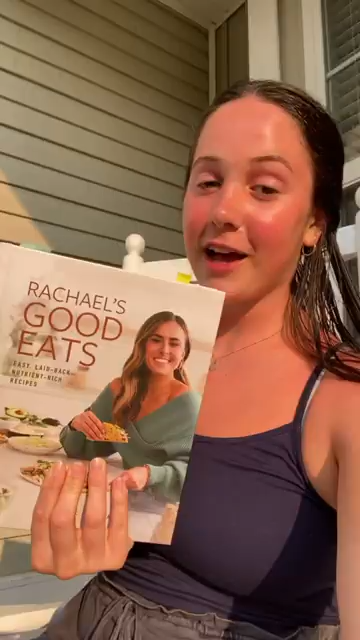 RACHAEL'S
GOOD
EATS
EASY, LAID-BACK,
NUTRIENT-RICH
RECIPES